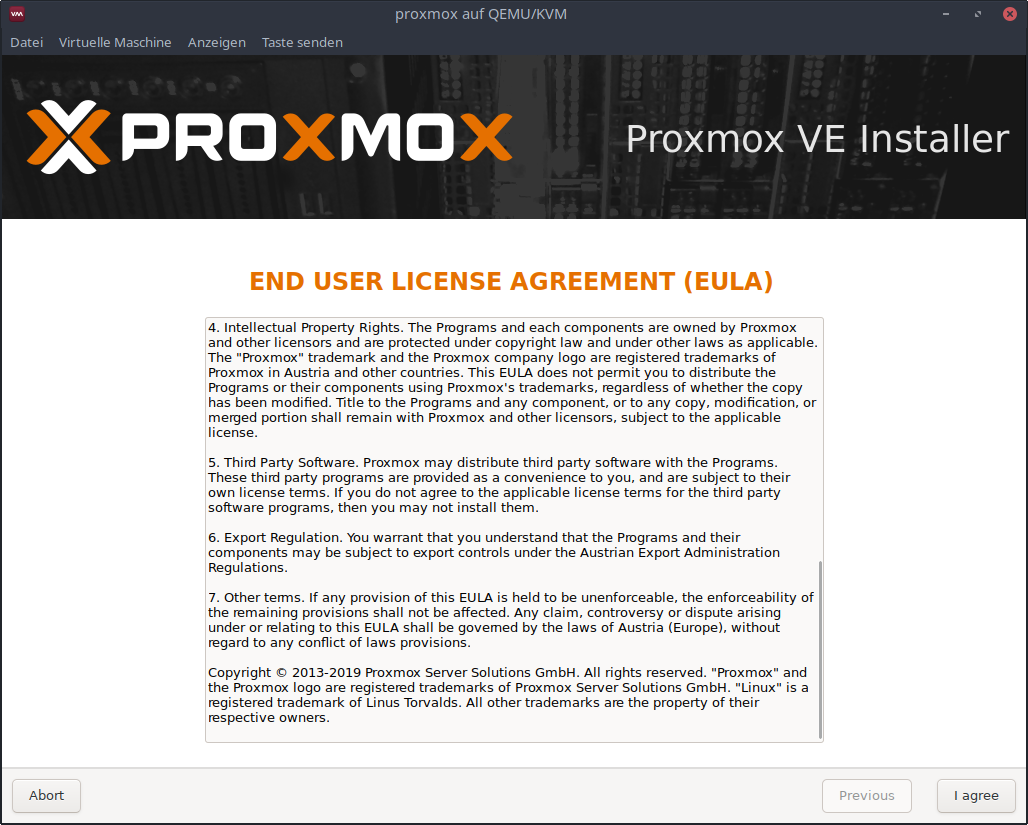 proxmox auf QEMU/KVM
Datei Virtuelle Maschine Anzeigen Taste senden
PROXMOX
Proxmox VE Installer
END USER LICENSE AGREEMENT (EULA)
4. Intellectual Property Rights. The Programs and each components are owned by Proxmox
and other licensors and are protected under copyright law and under other laws as applicable.
The "Proxmox" trademark and the Proxmox company logo are registered trademarks of
Proxmox in Austria and other countries. This EULA does not permit you to distribute the
Programs or their components using Proxmox's trademarks, regardless of whether the copy
has been modified. Title to the Programs and any component, or to any copy, modification, or
merged portion shall remain with Proxmox and other licensors, subject to the applicable
license.
5. Third Party Software. Proxmox may distribute third party software with the Programs.
These third party programs are provided as a convenience to you, and are subject to their
own license terms. If you do not agree to the applicable license terms for the third party
software programs, then you may not install them.
6. Export Regulation. You warrant that you understand that the Programs and their
components may be subject to export controls under the Austrian Export Administration
Regulations.
7. Other terms. If any provision of this EULA is held to be unenforceable, the enforceability of
the remaining provisions shall not be affected. Any claim, controversy or dispute arising
under or relating to this EULA shall be governed by the laws of Austria (Europe), without
regard to any conflict of laws provisions.
Copyright © 2013-2019 Proxmox Server Solutions GmbH. All rights reserved. "Proxmox" and
the Proxmox logo are registered trademarks of Proxmox Server Solutions GmbH. "Linux" is a
registered trademark of Linus Torvalds. All other trademarks are the property of their
respective owners.
Abort
Previous
I agree